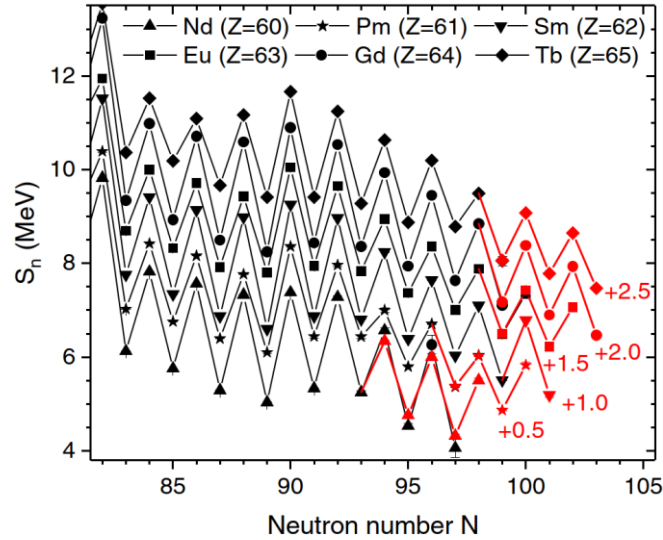 Nd (Z=60) Pm (Z=61) Sm (Z=62)
Eu (Z=63) Gd (Z=64) Tb (Z=65)
12
10
8
6
4
S_n (MeV)
+2.5
+2.0
+1.5
+1.0
+0.5
85 90 95 100 105
Neutron number N